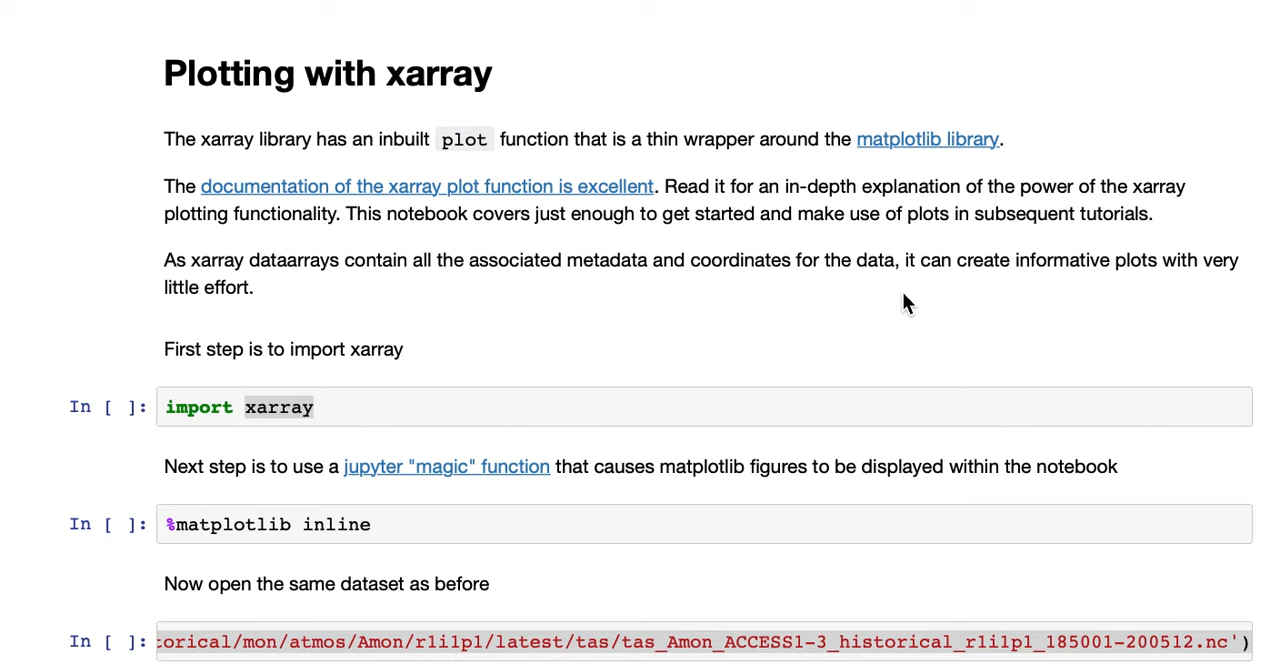 Plotting with xarray
The xarray library has an inbuilt plot function that is a thin wrapper around the matplotlib library.
The documentation of the xarray plot function is excellent. Read it for an in-depth explanation of the power of the xarray
plotting functionality. This notebook covers just enough to get started and make use of plots in subsequent tutorials.
As xarray dataarrays contain all the associated metadata and coordinates for the data, it can create informative plots with very
little effort.
First step is to import xarray
In [ ]: import xarray
Next step is to use a jupyter "magic" function that causes matplotlib figures to be displayed within the notebook
In [ ]: %matplotlib inline
Now open the same dataset as before
In [ ]: torical/mon/atmos/Amon/r1i1p1/latest/tas/tas_Amon_ACCESS1-3_historical_r1i1p1_185001-200512.nc')